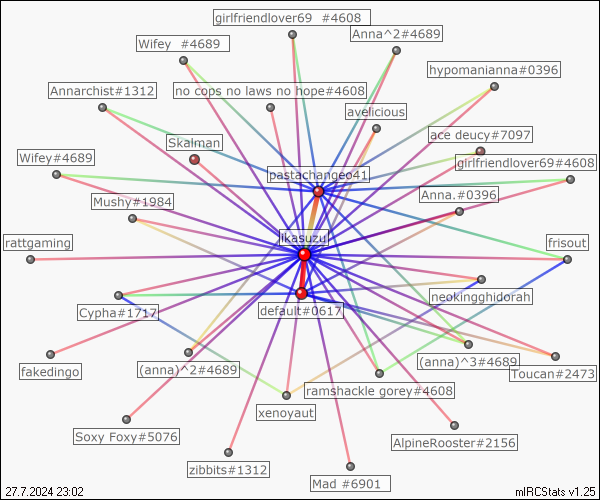 girlfriendlover69 #4608
Anna^2#4689
Wifey #4689
hypomanianna#0396
Annarchist#1312
no cops no laws no hope#4608
avelicious
Skalman
ace deucy#7097
Wifey#4689
pastachangeo41
girlfriendlover69#4608
Mushy#1984
Anna.#0396
rattgaming
ikasuzu
frisout
neokingghidorah
Cypha#1717
default#0617
fakedingo
(anna)^2#4689
(anna)^3#4689
Toucan#2473
ramshackle gorey#4608
xenoyaut
Soxy Foxy#5076
AlpineRooster#2156
zibbits#1312
Mad #6901
27.7.2024 23:02
mIRCStats v1.25